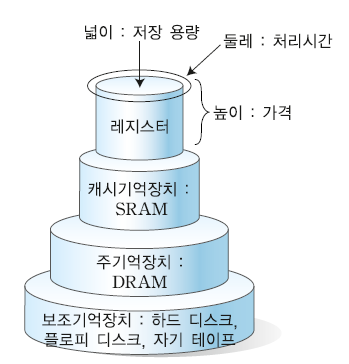 넓이 : 저장 용량
둘레 : 처리시간
높이 : 가격
레지스터
캐시기억장치 :
SRAM
주기억장치 :
DRAM
보조기억장치 : 하드 디스크,
플로피 디스크, 자기 테이프